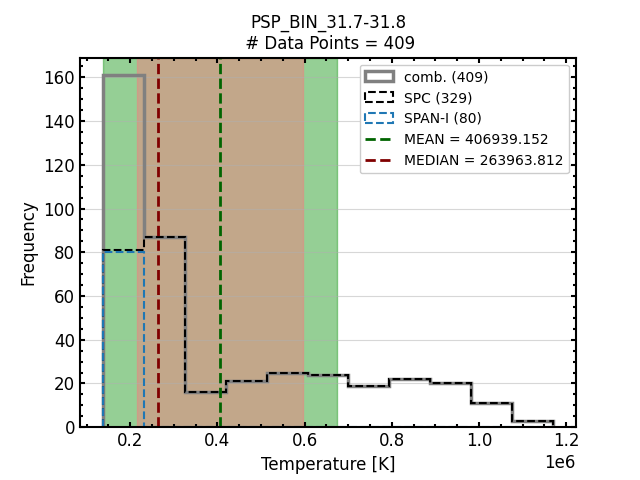 PSP_BIN_31.7-31.8
# Data Points = 409
comb. (409)
SPC (329)
SPAN-I (80)
MEAN = 406939.152
MEDIAN = 263963.812
Frequency
160
140
120
100
80
60
40
20
0
0.2 0.4 0.6 0.8 1.0 1.2
1e6
Temperature [K]